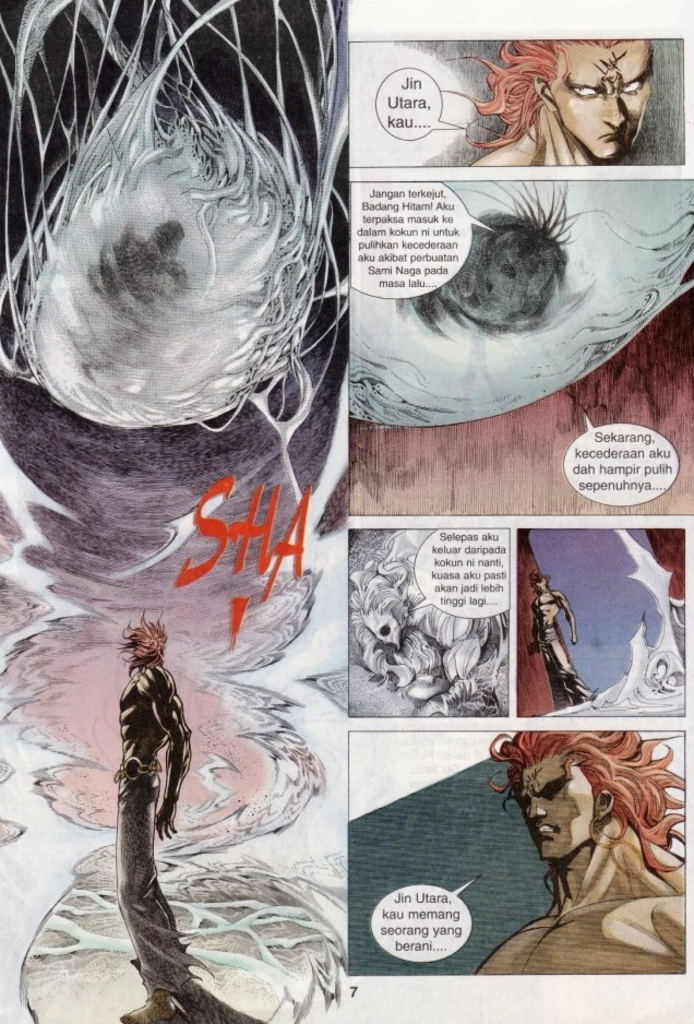 SHA!
Jin
Utara,
kau....
Jangan terkejut,
Badang Hitam! Aku
terpaksa masuk ke
dalam kokun ni untuk
pulihkan kecederaan
aku akibat perbuatan
Sami Naga pada
masa lalu....
Sekarang,
kecederaan aku
dah hampir pulih
sepenuhnya....
Selepas aku
keluar daripada
kokun ni nanti,
kuasa aku pasti
akan jadi lebih
tinggi lagi....
Jin Utara,
kau memang
seorang yang
berani....
7